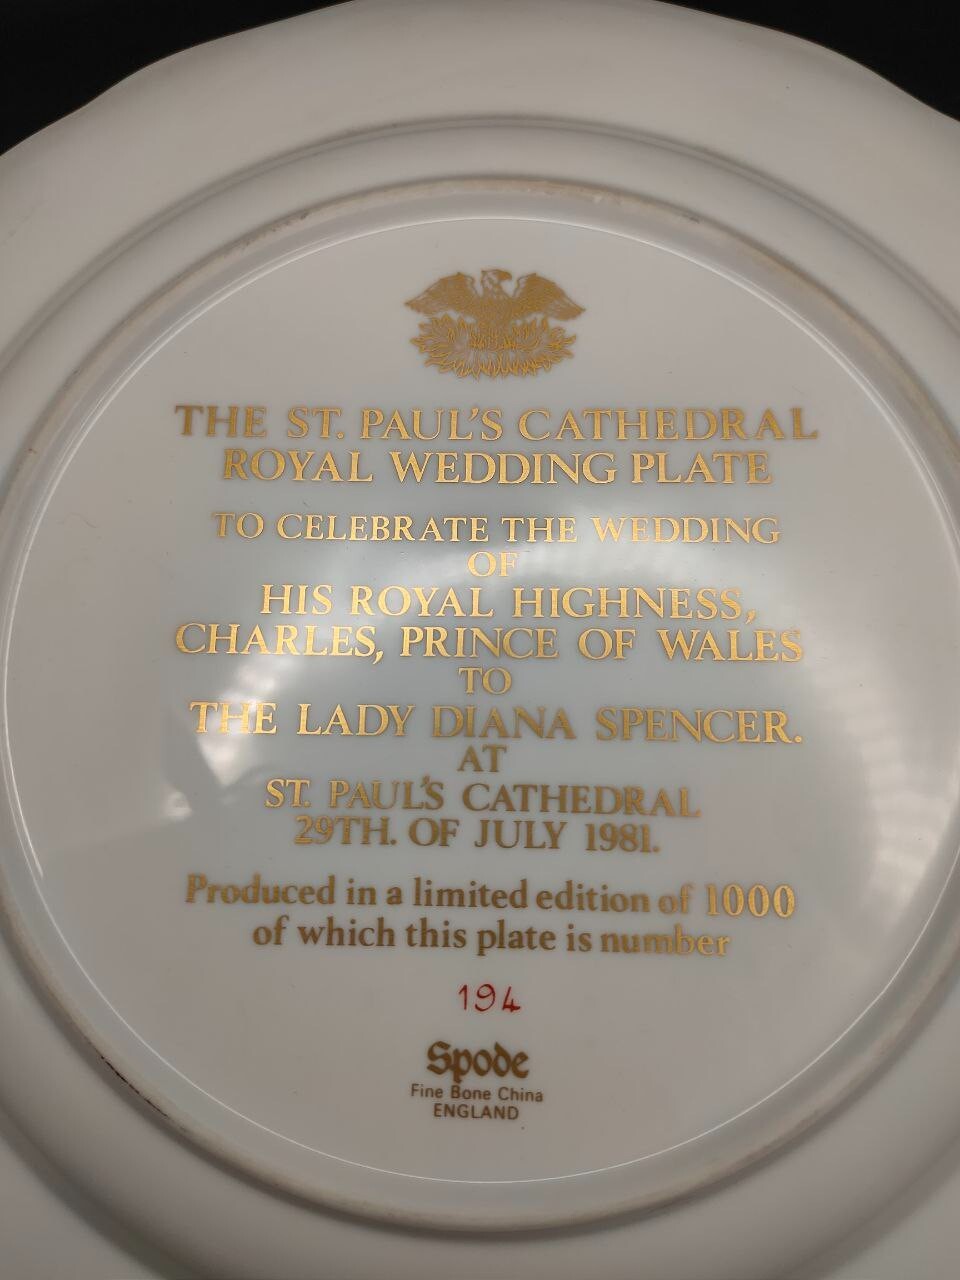 THE ST. PAUL'S CATHEDRAL
ROYAL WEDDING PLATE
TO CELEBRATE THE WEDDING
OF
HIS ROYAL HIGHNESS,
CHARLES, PRINCE OF WALES
TO
THE LADY DIANA SPENCER.
AT
ST. PAUL'S CATHEDRAL
29TH. OF JULY 1981.
Produced in a limited edition of 1000
of which this plate is number
194
Spode
Fine Bone China
ENGLAND